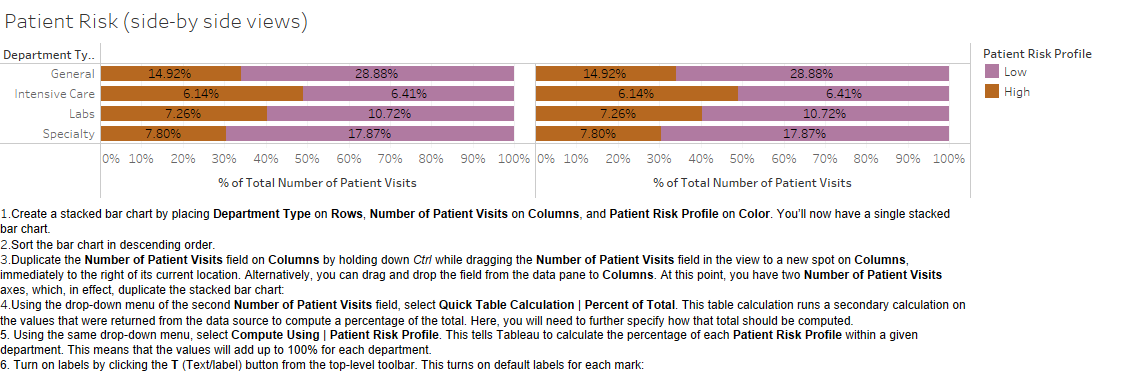 Patient Risk (side-by side views)
Department Ty..
Patient Risk Profile
General 14.92% 28.88% 14.92% 28.88%
Low
Intensive Care 6.14% 6.41% 6.14% 6.41%
High
Labs 7.26% 10.72% 7.26% 10.72%
Specialty 7.80% 17.87% 7.80% 17.87%
0% 10% 20% 30% 40% 50% 60% 70% 80% 90% 100% 0% 10% 20% 30% 40% 50% 60% 70% 80% 90% 100%
% of Total Number of Patient Visits % of Total Number of Patient Visits
1.Create a stacked bar chart by placing Department Type on Rows, Number of Patient Visits on Columns, and Patient Risk Profile on Color. You'll now have a single stacked
bar chart.
2.Sort the bar chart in descending order.
3.Duplicate the Number of Patient Visits field on Columns by holding down Ctrl while dragging the Number of Patient Visits field in the view to a new spot on Columns,
immediately to the right of its current location. Alternatively, you can drag and drop the field from the data pane to Columns. At this point, you have two Number of Patient Visits
axes, which, in effect, duplicate the stacked bar chart:
4.Using the drop-down menu of the second Number of Patient Visits field, select Quick Table Calculation | Percent of Total. This table calculation runs a secondary calculation on
the values that were returned from the data source to compute a percentage of the total. Here, you will need to further specify how that total should be computed.
5. Using the same drop-down menu, select Compute Using | Patient Risk Profile. This tells Tableau to calculate the percentage of each Patient Risk Profile within a given
department. This means that the values will add up to 100% for each department.
6. Turn on labels by clicking the T (Text/label) button from the top-level toolbar. This turns on default labels for each mark: